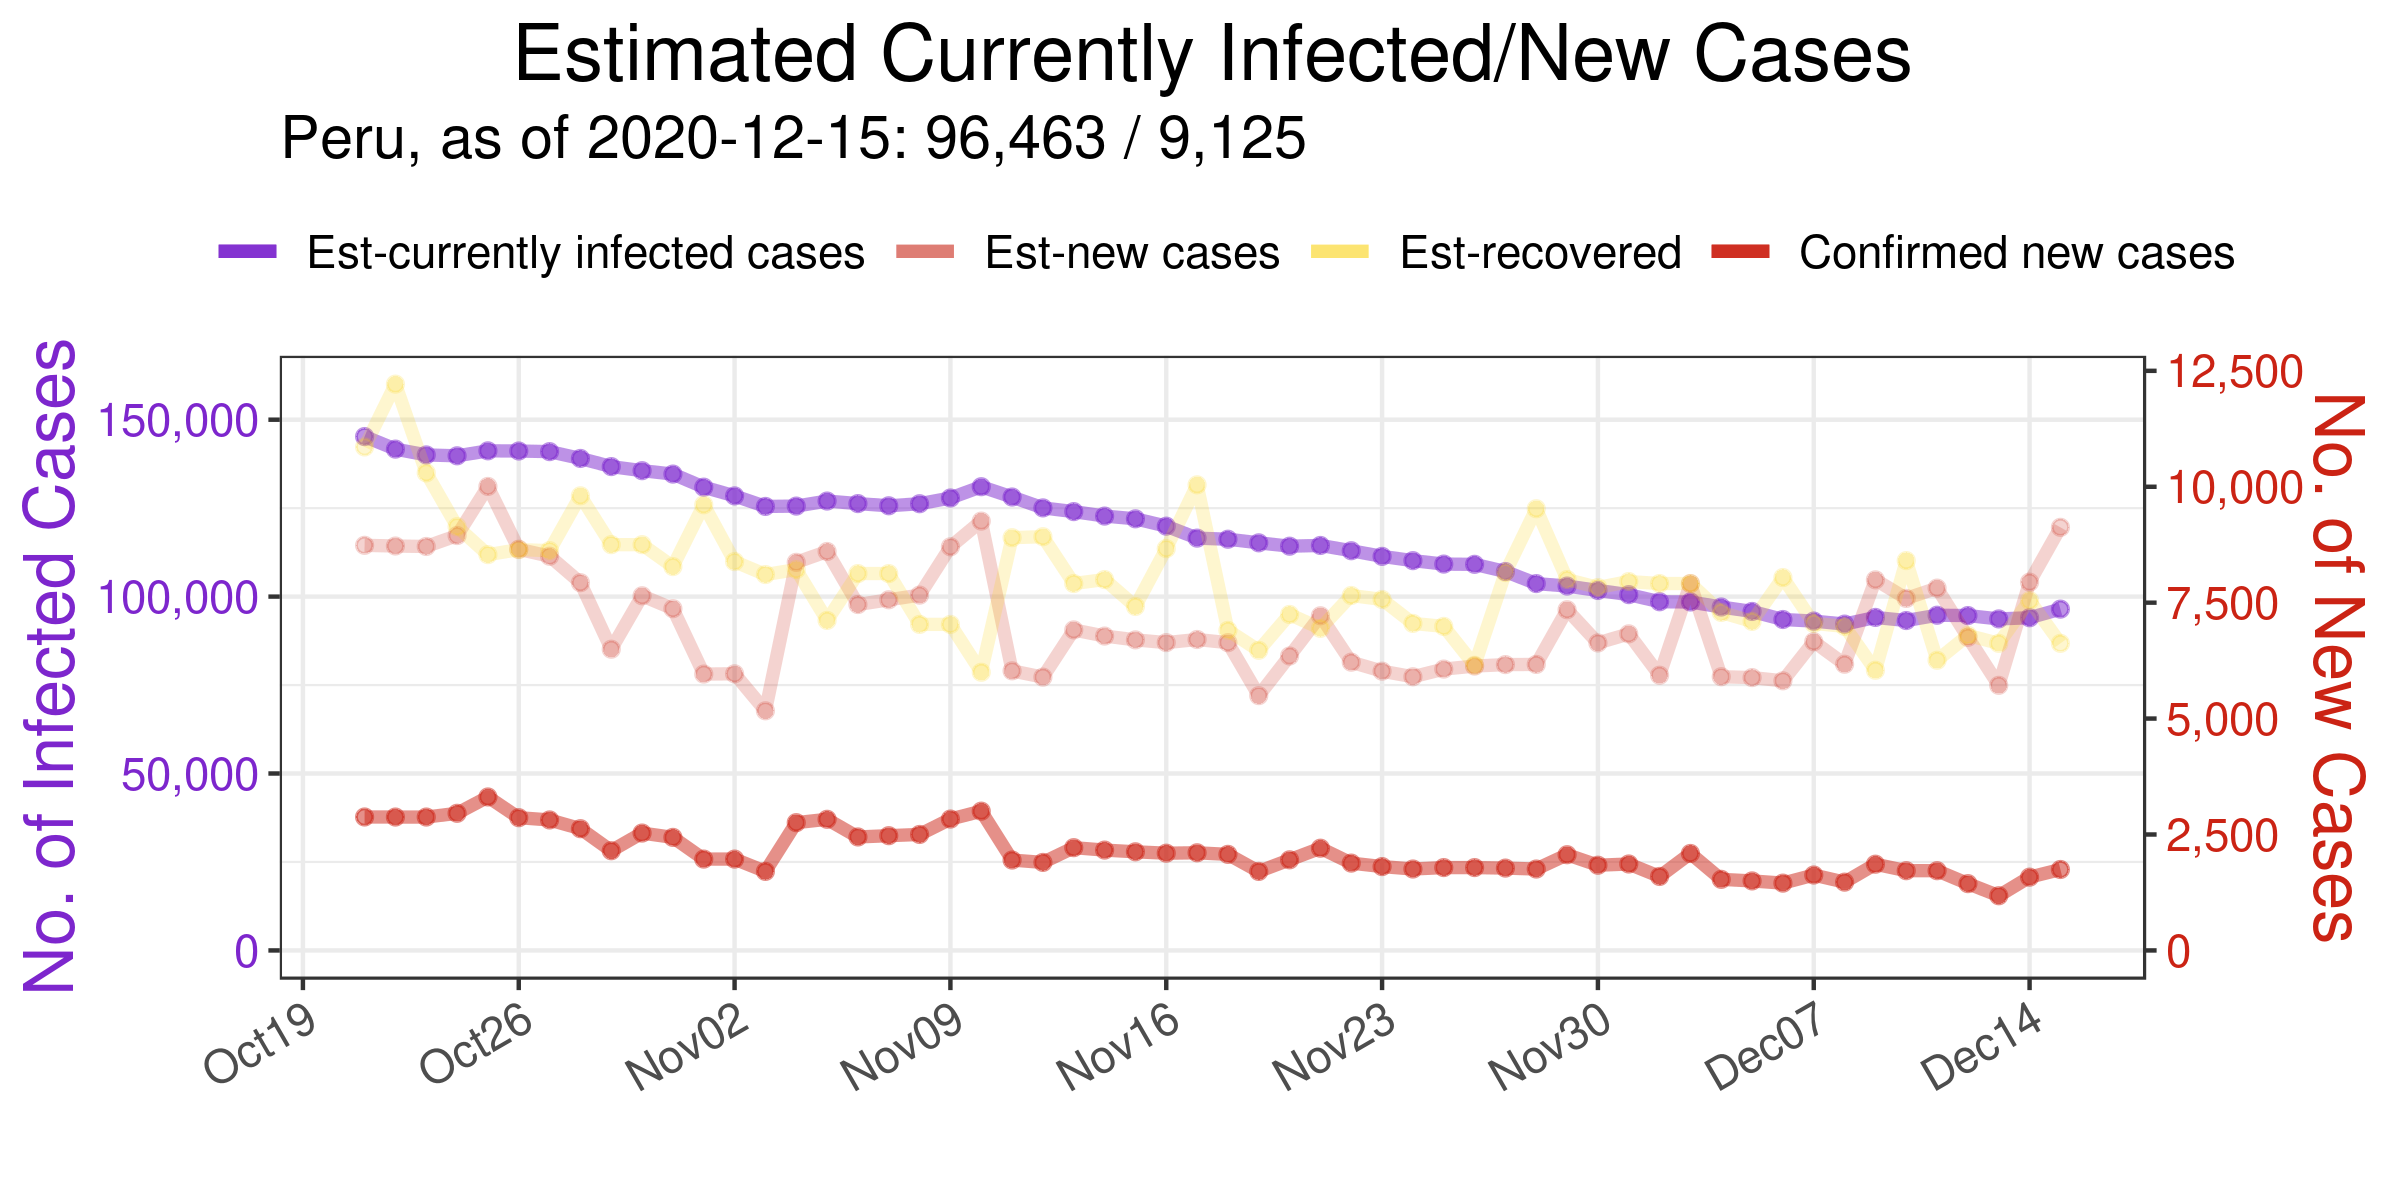 Estimated Currently Infected/New Cases
Peru, as of 2020-12-15: 96,463 / 9,125
Est-currently infected cases Est-new cases Est-recovered Confirmed new cases
No. of Infected Cases
150,000
100,000
50,000
0
12,500
10,000
7,500
5,000
2,500
0
No. of New Cases
Oct19 Oct26 Nov02 Nov09 Nov16 Nov23 Nov30 Dec07 Dec14